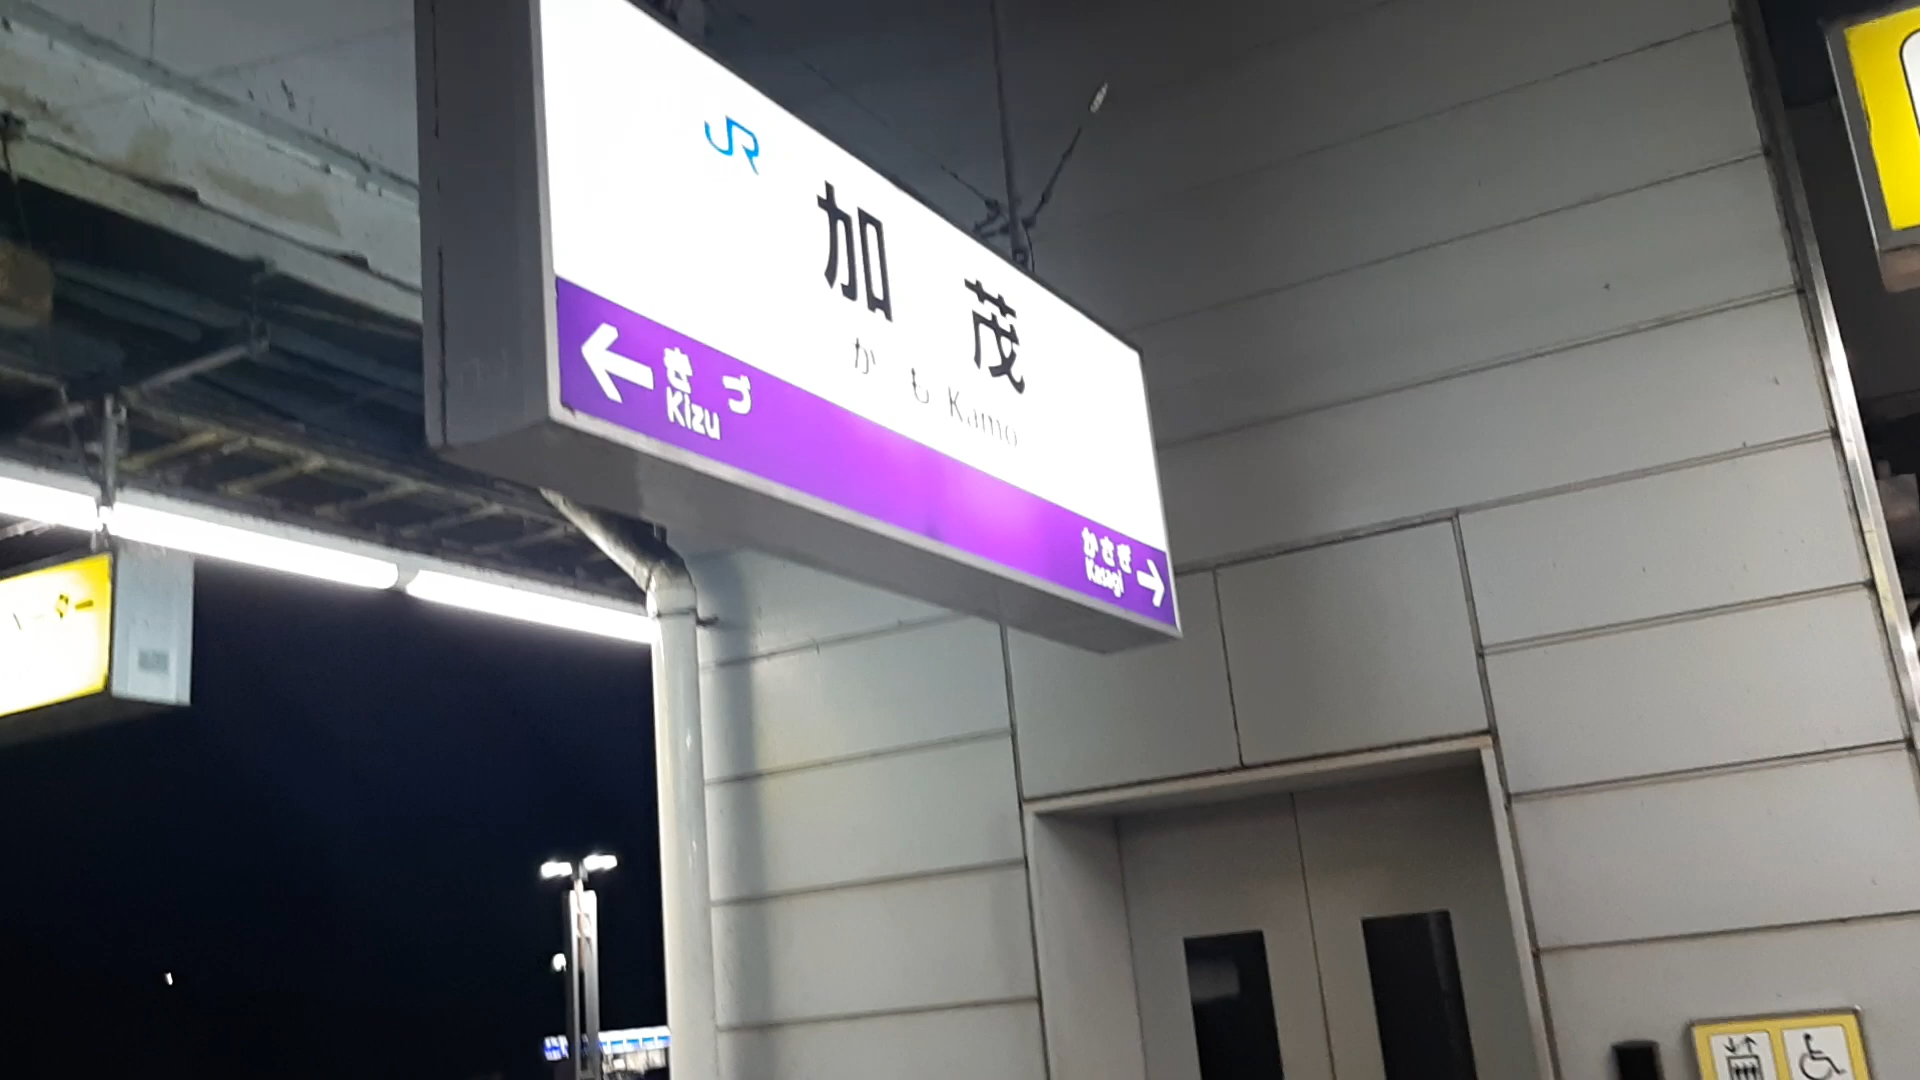 JR
加茂
かも Kamo
← きづ
Kizu
かさぎ →
Kasagi